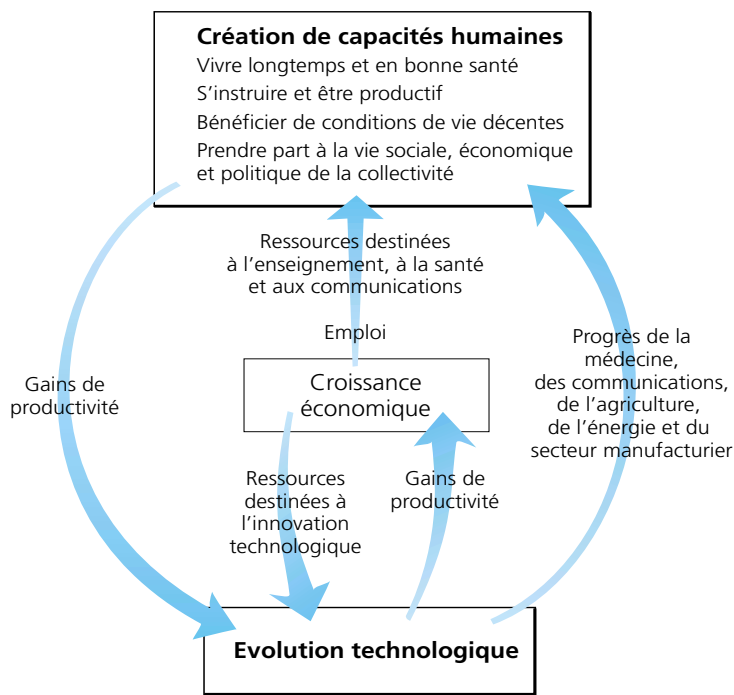 Création de capacités humaines
Vivre longtemps et en bonne santé
S'instruire et être productif
Bénéficier de conditions de vie décentes
Prendre part à la vie sociale, économique
et politique de la collectivité
Ressources destinées
à l'enseignement, à la santé
et aux communications
Emploi
Gains de
productivité
Croissance
économique
Progrès de la
médecine,
des communications,
de l'agriculture,
de l'énergie et du
secteur manufacturier
Ressources
destinées à
l'innovation
technologique
Gains de
productivité
Evolution technologique